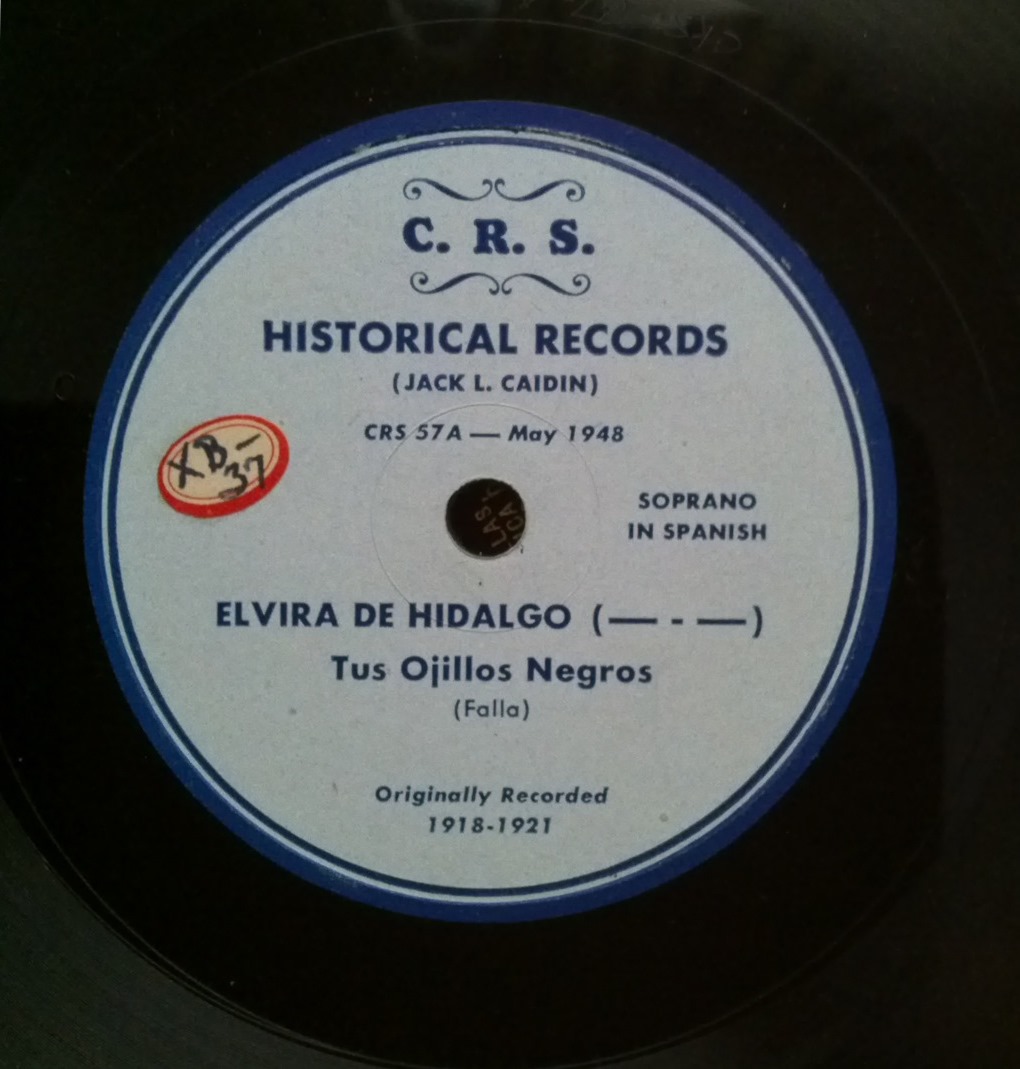 C. R. S.
HISTORICAL RECORDS
(JACK L. CAIDIN)
CRS 57A — May 1948
XB-
37
SOPRANO
IN SPANISH
ELVIRA DE HIDALGO (— - —)
Tus Ojillos Negros
(Falla)
Originally Recorded
1918-1921